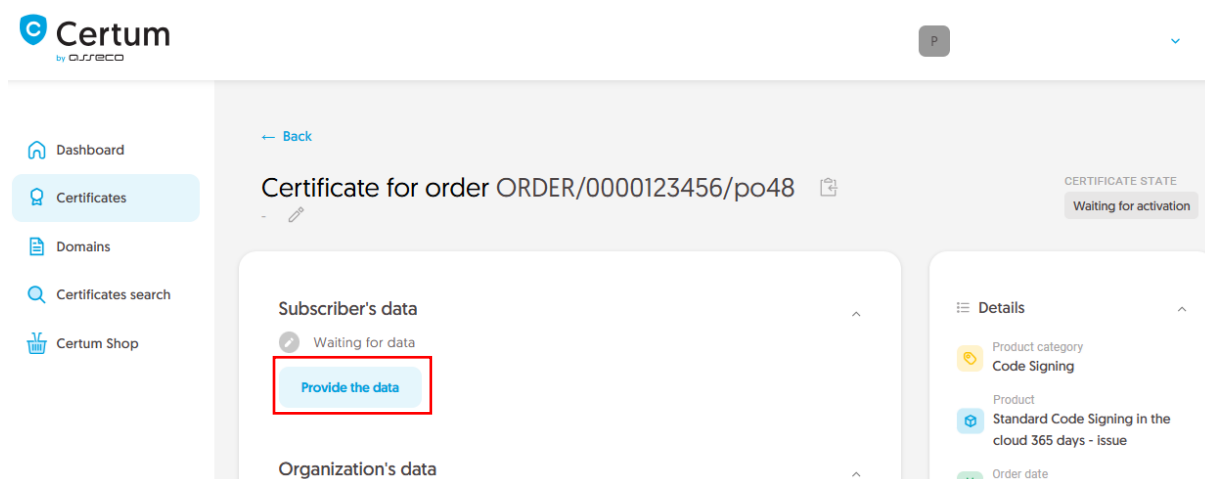 Certum
by asseco
P
Dashboard
Certificates
Domains
Certificates search
Certum Shop
← Back
Certificate for order ORDER/0000123456/po48
-
CERTIFICATE STATE
Waiting for activation
Subscriber's data
Waiting for data
Provide the data
Organization's data
Details
Product category
Code Signing
Product
Standard Code Signing in the
cloud 365 days - issue
Order date